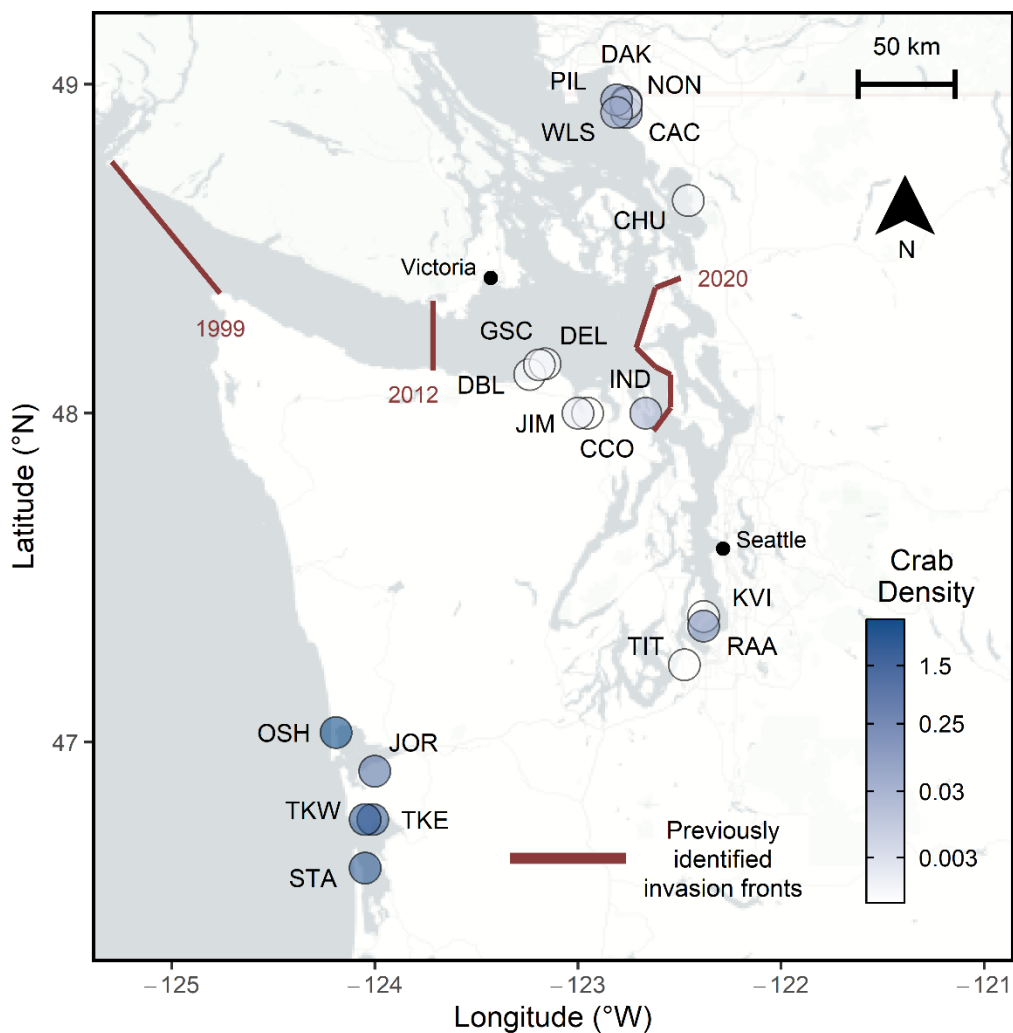 50 km
DAK
PIL
NON
49
WLS
CAC
CHU
N
Victoria
2020
1999
GSC
DEL
DBL
2012
IND
48
JIM
CCO
Latitude (°N)
Seattle
Crab
Density
KVI
TIT
RAA
1.5
OSH
JOR
0.25
47
0.03
TKW
TKE
Previously
identified
invasion fronts
0.003
STA
−125
−124
−123
−122
−121
Longitude (°W)